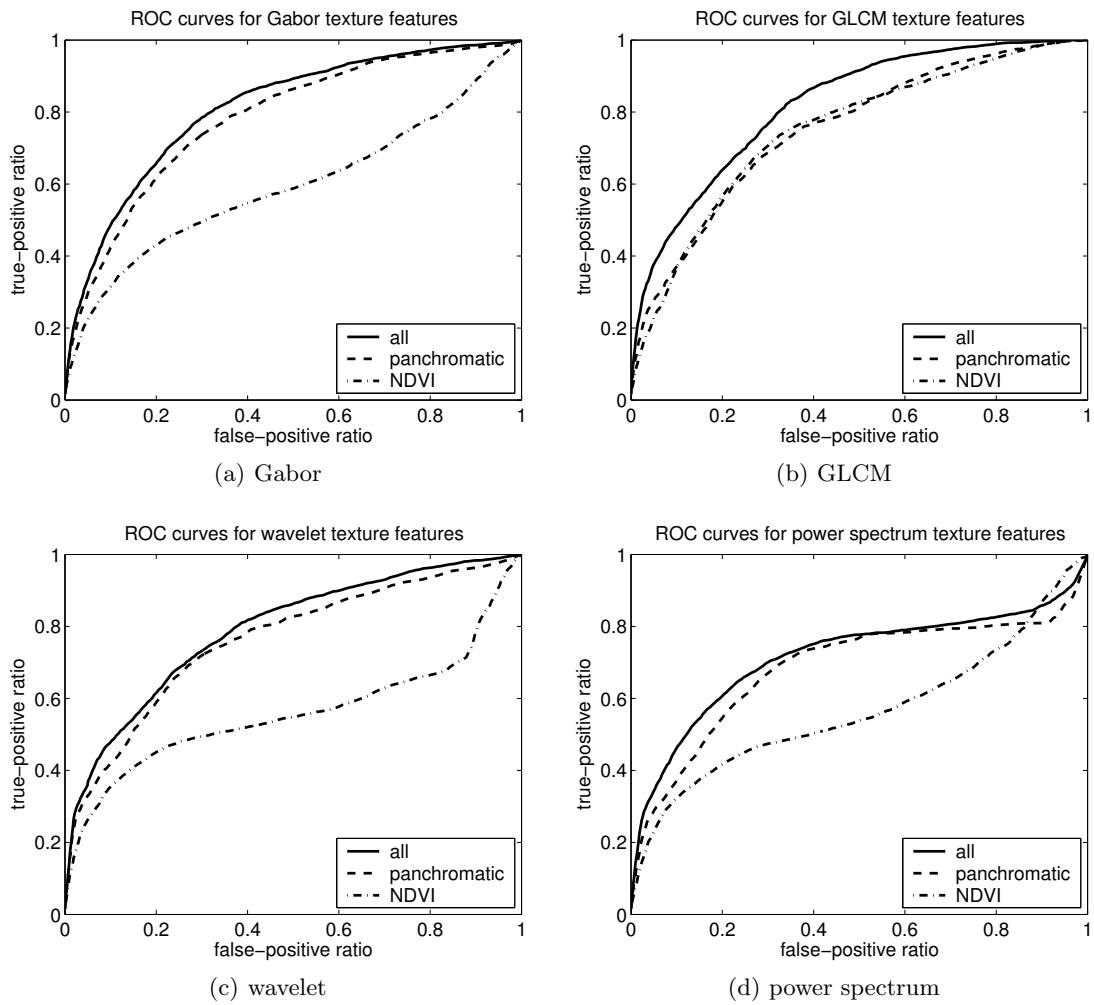 ROC curves for Gabor texture features
true−positive ratio
1
0.8
0.6
0.4
0.2
0
all
panchromatic
NDVI
0 0.2 0.4 0.6 0.8 1
false−positive ratio
(a) Gabor
ROC curves for GLCM texture features
true−positive ratio
1
0.8
0.6
0.4
0.2
0
all
panchromatic
NDVI
0 0.2 0.4 0.6 0.8 1
false−positive ratio
(b) GLCM
ROC curves for wavelet texture features
true−positive ratio
1
0.8
0.6
0.4
0.2
0
all
panchromatic
NDVI
0 0.2 0.4 0.6 0.8 1
false−positive ratio
(c) wavelet
ROC curves for power spectrum texture features
true−positive ratio
1
0.8
0.6
0.4
0.2
0
all
panchromatic
NDVI
0 0.2 0.4 0.6 0.8 1
false−positive ratio
(d) power spectrum